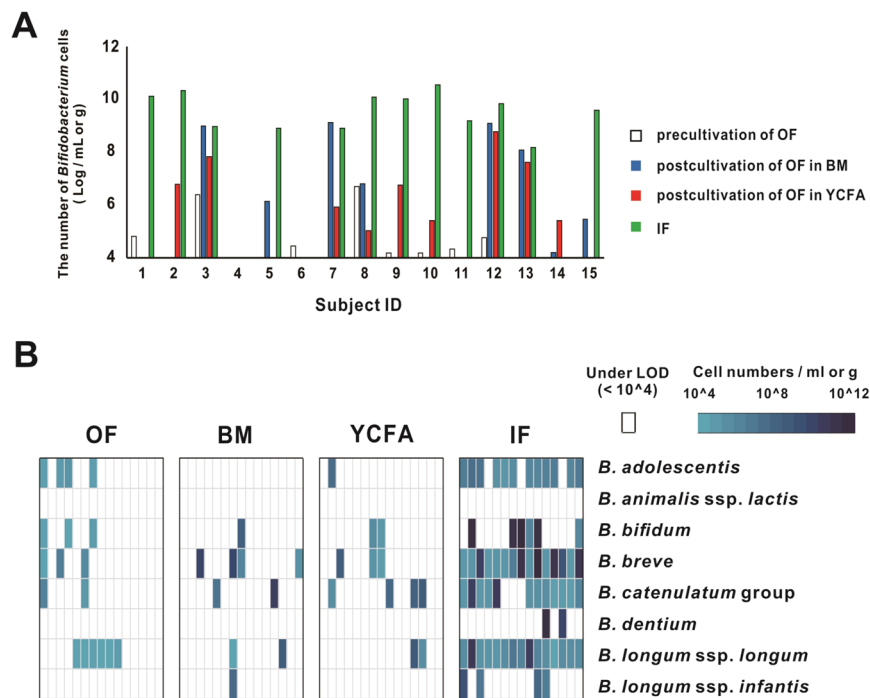 A
The number of Bifidobacterium cells
( Log / mL or g)
12
10
8
6
4
1 2 3 4 5 6 7 8 9 10 11 12 13 14 15
Subject ID
precultivation of OF
postcultivation of OF in BM
postcultivation of OF in YCFA
IF
B
Under LOD
(< 10^4)
Cell numbers / ml or g
10^4 10^8 10^12
OF BM YCFA IF
B. adolescentis
B. animalis ssp. lactis
B. bifidum
B. breve
B. catenulatum group
B. dentium
B. longum ssp. longum
B. longum ssp. infantis